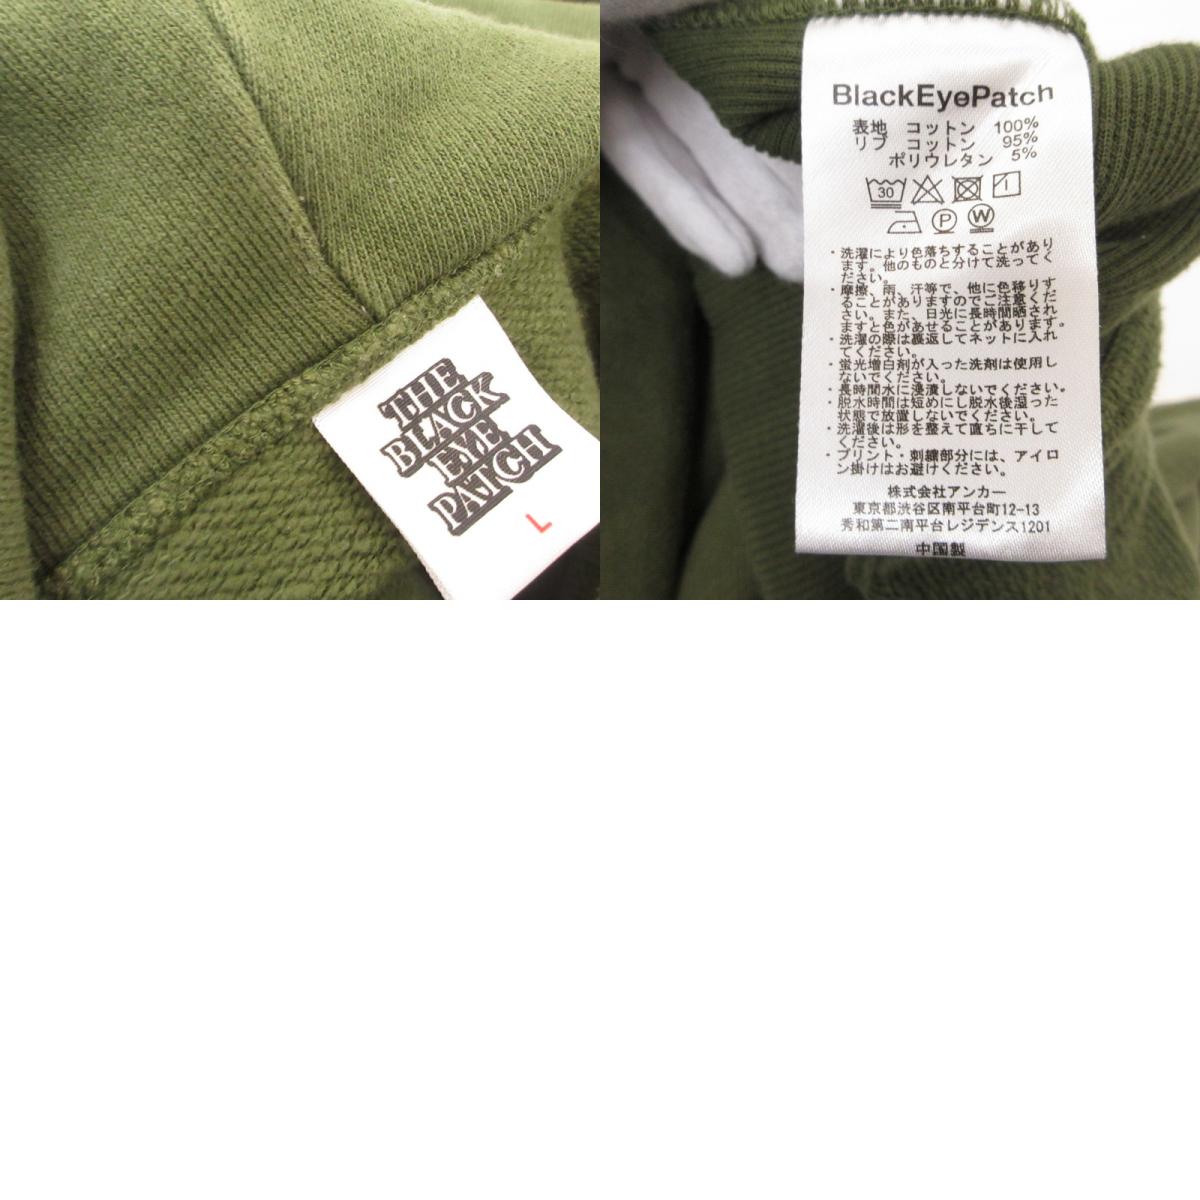 THE
BLACK
EYE
PATCH
L
BlackEyePatch
表地 コットン 100%
リブ コットン 95%
ポリウレタン 5%
30
P W
・洗濯により色落ちすることがあり
ます。他のものと分けて洗ってく
ださい。
・摩擦、雨、汗等で、他に色移りす
ることがありますのでご注意くだ
さい。また、日光に長時間晒され
ますと色があせることがあります。
・洗濯の際は裏返してネットに入れ
てください。
・蛍光増白剤が入った洗剤は使用し
ないでください。
・長時間水に浸漬しないでください。
・脱水時間は短めにし脱水後湿った
状態で放置しないでください。
・洗濯後は形を整えて直ちに干して
ください。
・プリント・刺繍部分には、アイロ
ン掛けはお避けください。
株式会社アンカー
東京都渋谷区南平台町12-13
秀和第二南平台レジデンス1201
中国製